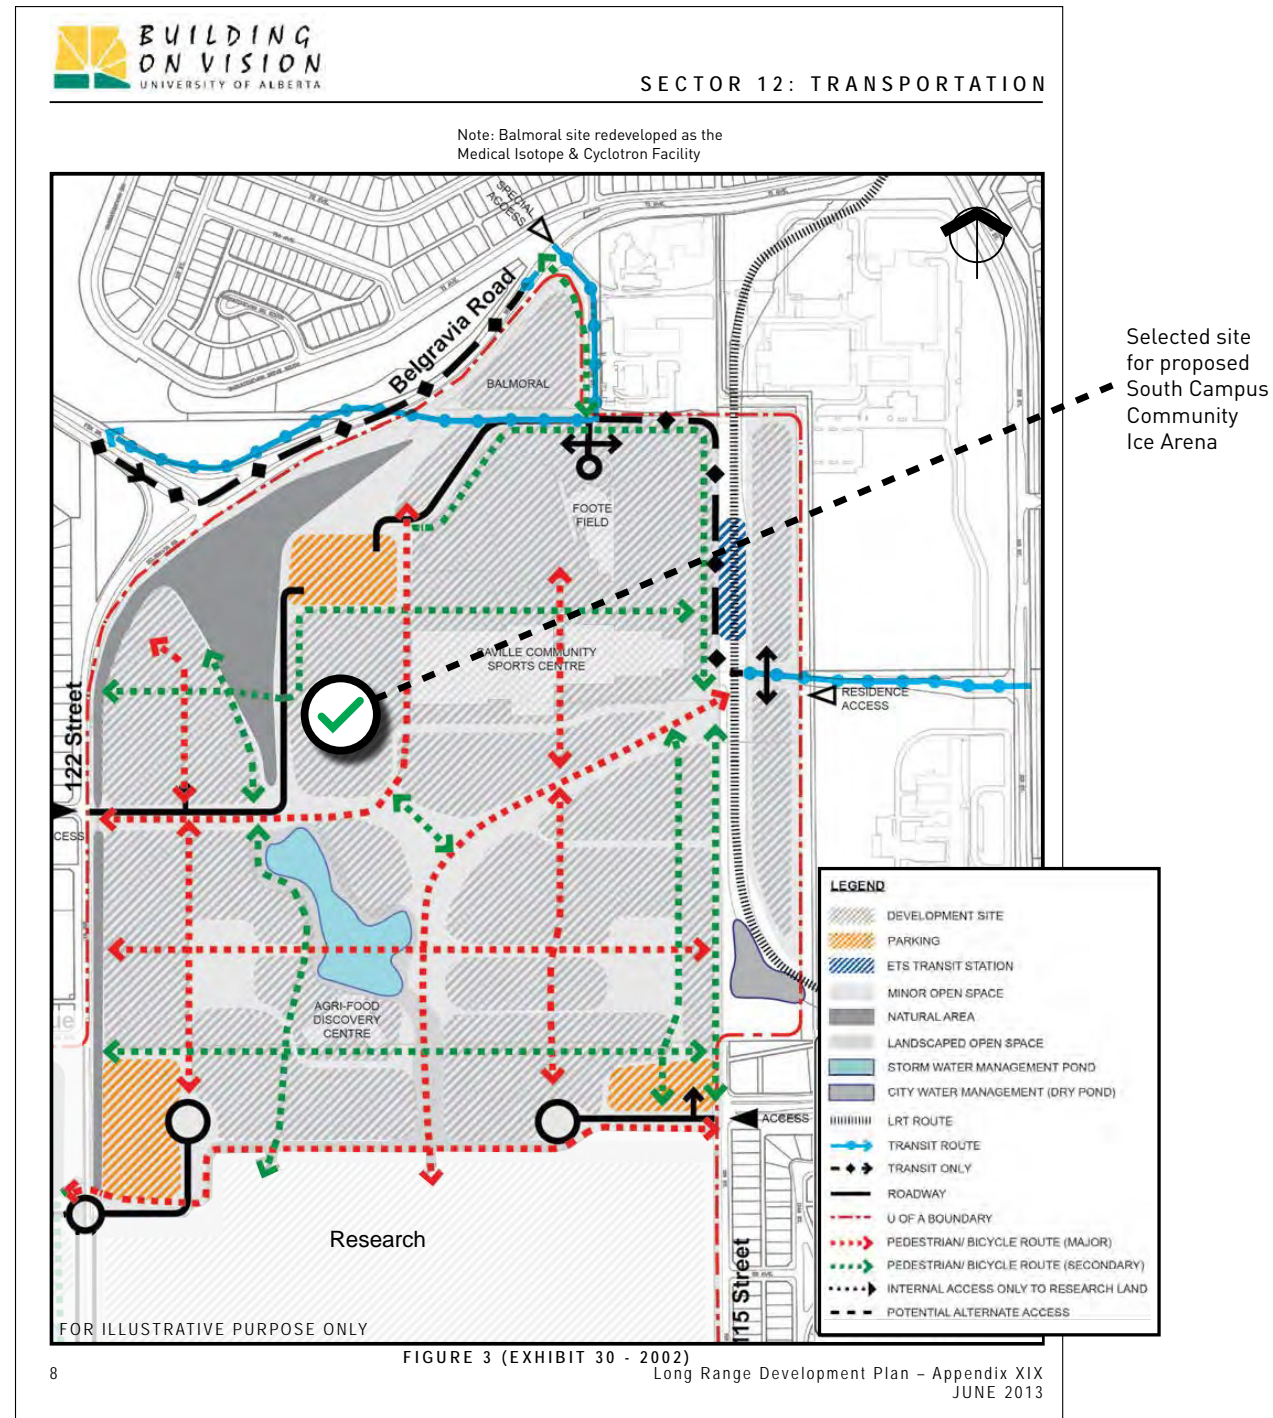 BUILDING
ON VISION
UNIVERSITY OF ALBERTA
SECTOR 12: TRANSPORTATION
Note: Balmoral site redeveloped as the
Medical Isotope & Cyclotron Facility
SPECIAL
ACCESS
Belgravia Road
BALMORAL
Selected site
for proposed
South Campus
Community
Ice Arena
FOOTE
FIELD
SAVILLE COMMUNITY
SPORTS CENTRE
RESIDENCE
ACCESS
122 Street
CESS
AGRI-FOOD
DISCOVERY
CENTRE
ue
ACCESS
Research
115 Street
LEGEND
DEVELOPMENT SITE
PARKING
ETS TRANSIT STATION
MINOR OPEN SPACE
NATURAL AREA
LANDSCAPED OPEN SPACE
STORM WATER MANAGEMENT POND
CITY WATER MANAGEMENT (DRY POND)
LRT ROUTE
TRANSIT ROUTE
TRANSIT ONLY
ROADWAY
U OF A BOUNDARY
PEDESTRIAN/ BICYCLE ROUTE (MAJOR)
PEDESTRIAN/ BICYCLE ROUTE (SECONDARY)
INTERNAL ACCESS ONLY TO RESEARCH LAND
POTENTIAL ALTERNATE ACCESS
FOR ILLUSTRATIVE PURPOSE ONLY
FIGURE 3 (EXHIBIT 30 - 2002)
8
Long Range Development Plan – Appendix XIX
JUNE 2013